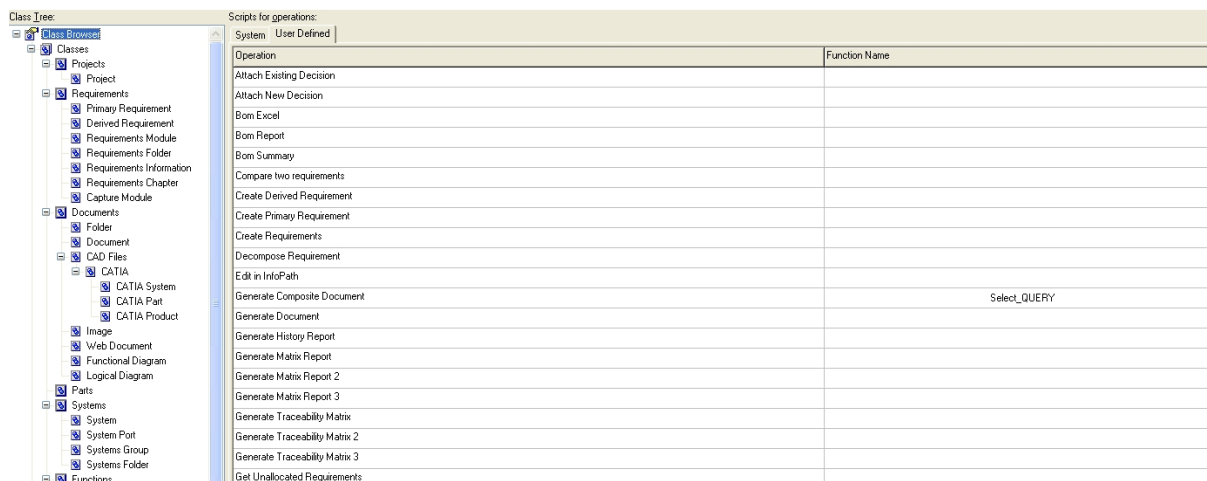 Class Tree:
Class Browser
Classes
Projects
Project
Requirements
Primary Requirement
Derived Requirement
Requirements Module
Requirements Folder
Requirements Information
Requirements Chapter
Capture Module
Documents
Folder
Document
CAD Files
CATIA
CATIA System
CATIA Part
CATIA Product
Image
Web Document
Functional Diagram
Logical Diagram
Parts
Systems
System
System Port
Systems Group
Systems Folder
Functions
Scripts for operations:
System User Defined
Operation Function Name
Attach Existing Decision
Attach New Decision
Bom Excel
Bom Report
Bom Summary
Compare two requirements
Create Derived Requirement
Create Primary Requirement
Create Requirements
Decompose Requirement
Edit in InfoPath
Generate Composite Document Select_QUERY
Generate Document
Generate History Report
Generate Matrix Report
Generate Matrix Report 2
Generate Matrix Report 3
Generate Traceability Matrix
Generate Traceability Matrix 2
Generate Traceability Matrix 3
Get Unallocated Requirements